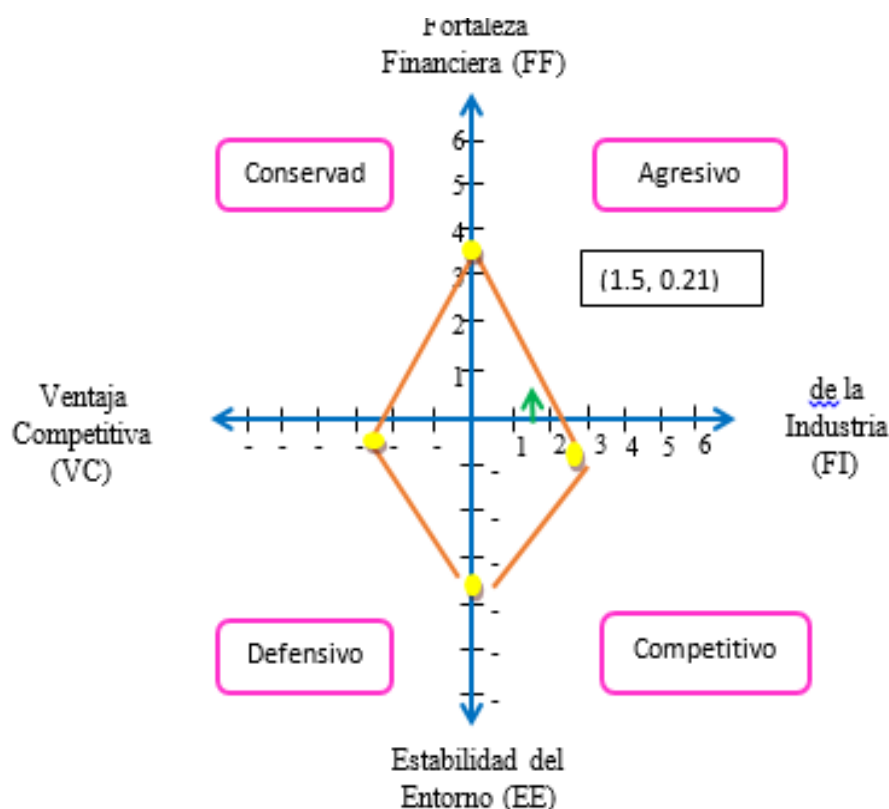 Fortaleza
Financiera (FF)
Conservad
Agresivo
6
5
4
3
2
1
(1.5, 0.21)
Ventaja
Competitiva
(VC)
de la
Industria
(FI)
- - - - - -
1 2 3 4 5 6
-
-
-
-
-
Defensivo
Competitivo
Estabilidad del
Entorno (EE)